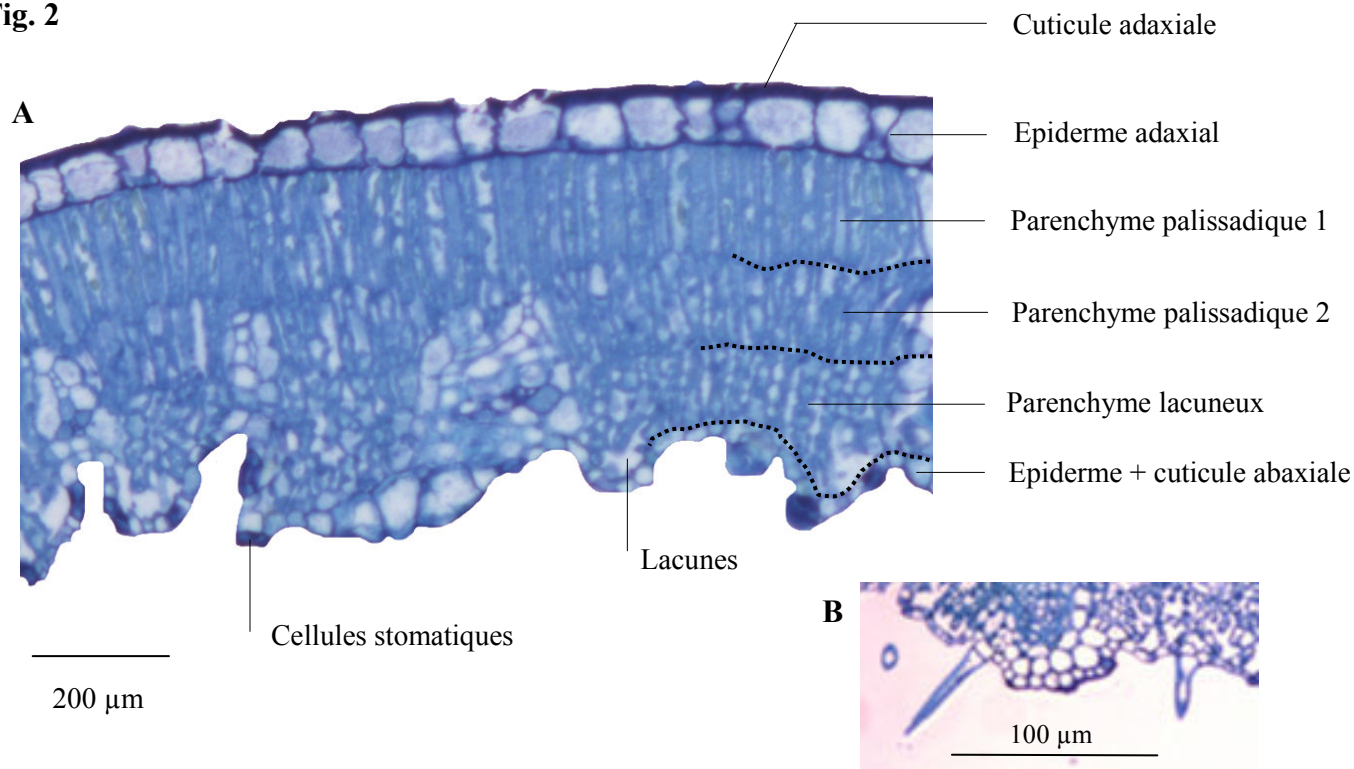 Fig. 2
Cuticule adaxiale
A
Epiderme adaxial
Parenchyme palissadique 1
Parenchyme palissadique 2
Parenchyme lacuneux
Epiderme + cuticule abaxiale
Lacunes
Cellules stomatiques
200 µm
B
100 µm